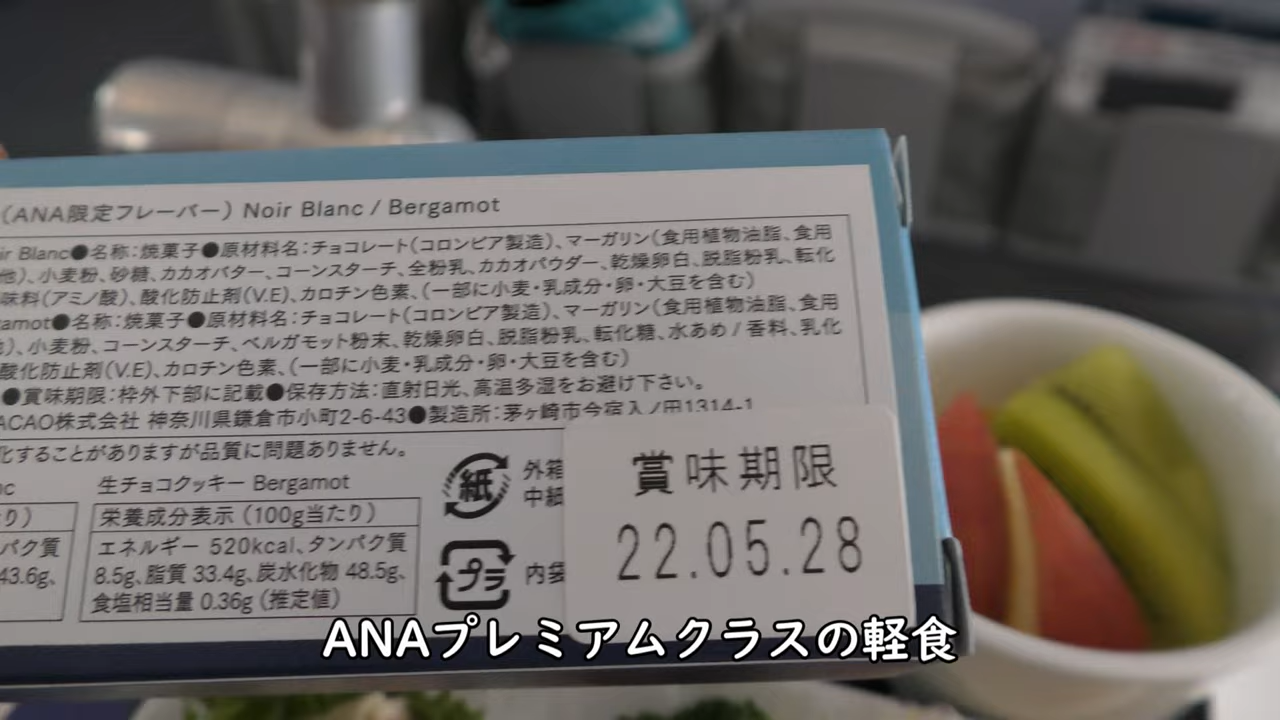 （ANA限定フレーバー）Noir Blanc / Bergamot
ir Blanc●名称：焼菓子●原材料名：チョコレート（コロンビア製造）、マーガリン（食用植物油脂、食用
他）、小麦粉、砂糖、カカオバター、コーンスターチ、全粉乳、カカオパウダー、乾燥卵白、脱脂粉乳、転化
味料（アミノ酸）、酸化防止剤（V.E）、カロチン色素、（一部に小麦・乳成分・卵・大豆を含む）
amot●名称：焼菓子●原材料名：チョコレート（コロンビア製造）、マーガリン（食用植物油脂、食用
）、小麦粉、コーンスターチ、ベルガモット粉末、乾燥卵白、脱脂粉乳、転化糖、水あめ / 香料、乳化
酸化防止剤（V.E）、カロチン色素、（一部に小麦・乳成分・卵・大豆を含む）
●賞味期限：枠外下部に記載●保存方法：直射日光、高温多湿をお避け下さい。
ACAO株式会社 神奈川県鎌倉市小町2-6-43●製造所：茅ヶ崎市今宿入ノ田1314-1
化することがありますが品質に問題ありません。
nc
り）
パク質
43.6g、
生チョコクッキー Bergamot
栄養成分表示（100g当たり）
エネルギー 520kcal、タンパク質
8.5g、脂質 33.4g、炭水化物 48.5g、
食塩相当量 0.36g（推定値）
紙
外箱
中紙
プラ
内袋
賞味期限
22.05.28
ANAプレミアムクラスの軽食